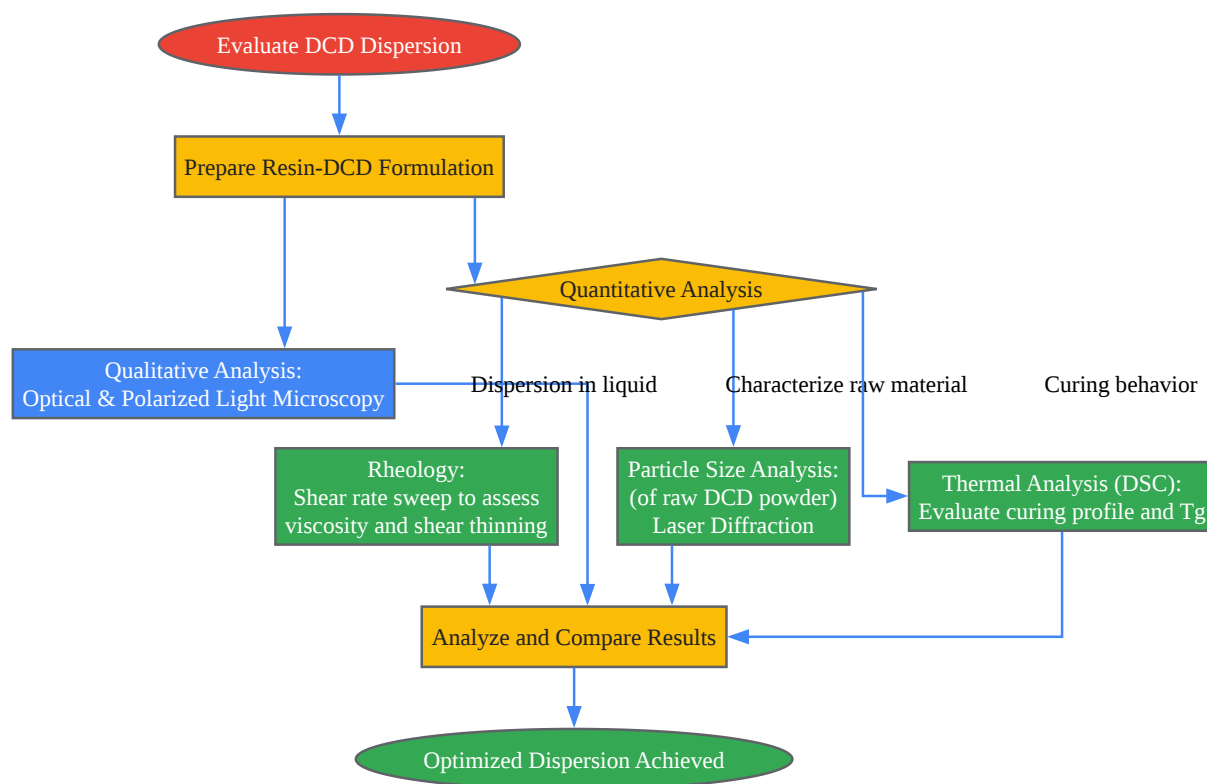 Evaluate DCD Dispersion
Prepare Resin-DCD Formulation
Quantitative Analysis
Qualitative Analysis:
Optical & Polarized Light Microscopy
Dispersion in liquid
Characterize raw material
Curing behavior
Rheology:
Shear rate sweep to assess
viscosity and shear thinning
Particle Size Analysis:
(of raw DCD powder)
Laser Diffraction
Thermal Analysis (DSC):
Evaluate curing profile and Tg
Analyze and Compare Results
Optimized Dispersion Achieved